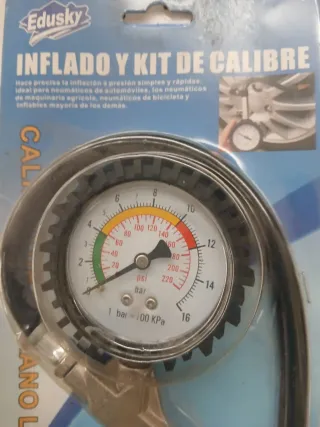 Edusky
INFLADO Y KIT DE CALIBRE
Hace preciso la inflación a presión simples y rápidas,
ideal para neumáticos de automóviles, los neumáticos
de maquinaria agrícola, neumáticos de bicicleta y
inflables mayoría de los demás.
2
4
6
8
10
12
14
16
20
40
60
80
100
120
140
160
180
200
220
psi
bar
1 bar=100 KPa
CAL
ANO